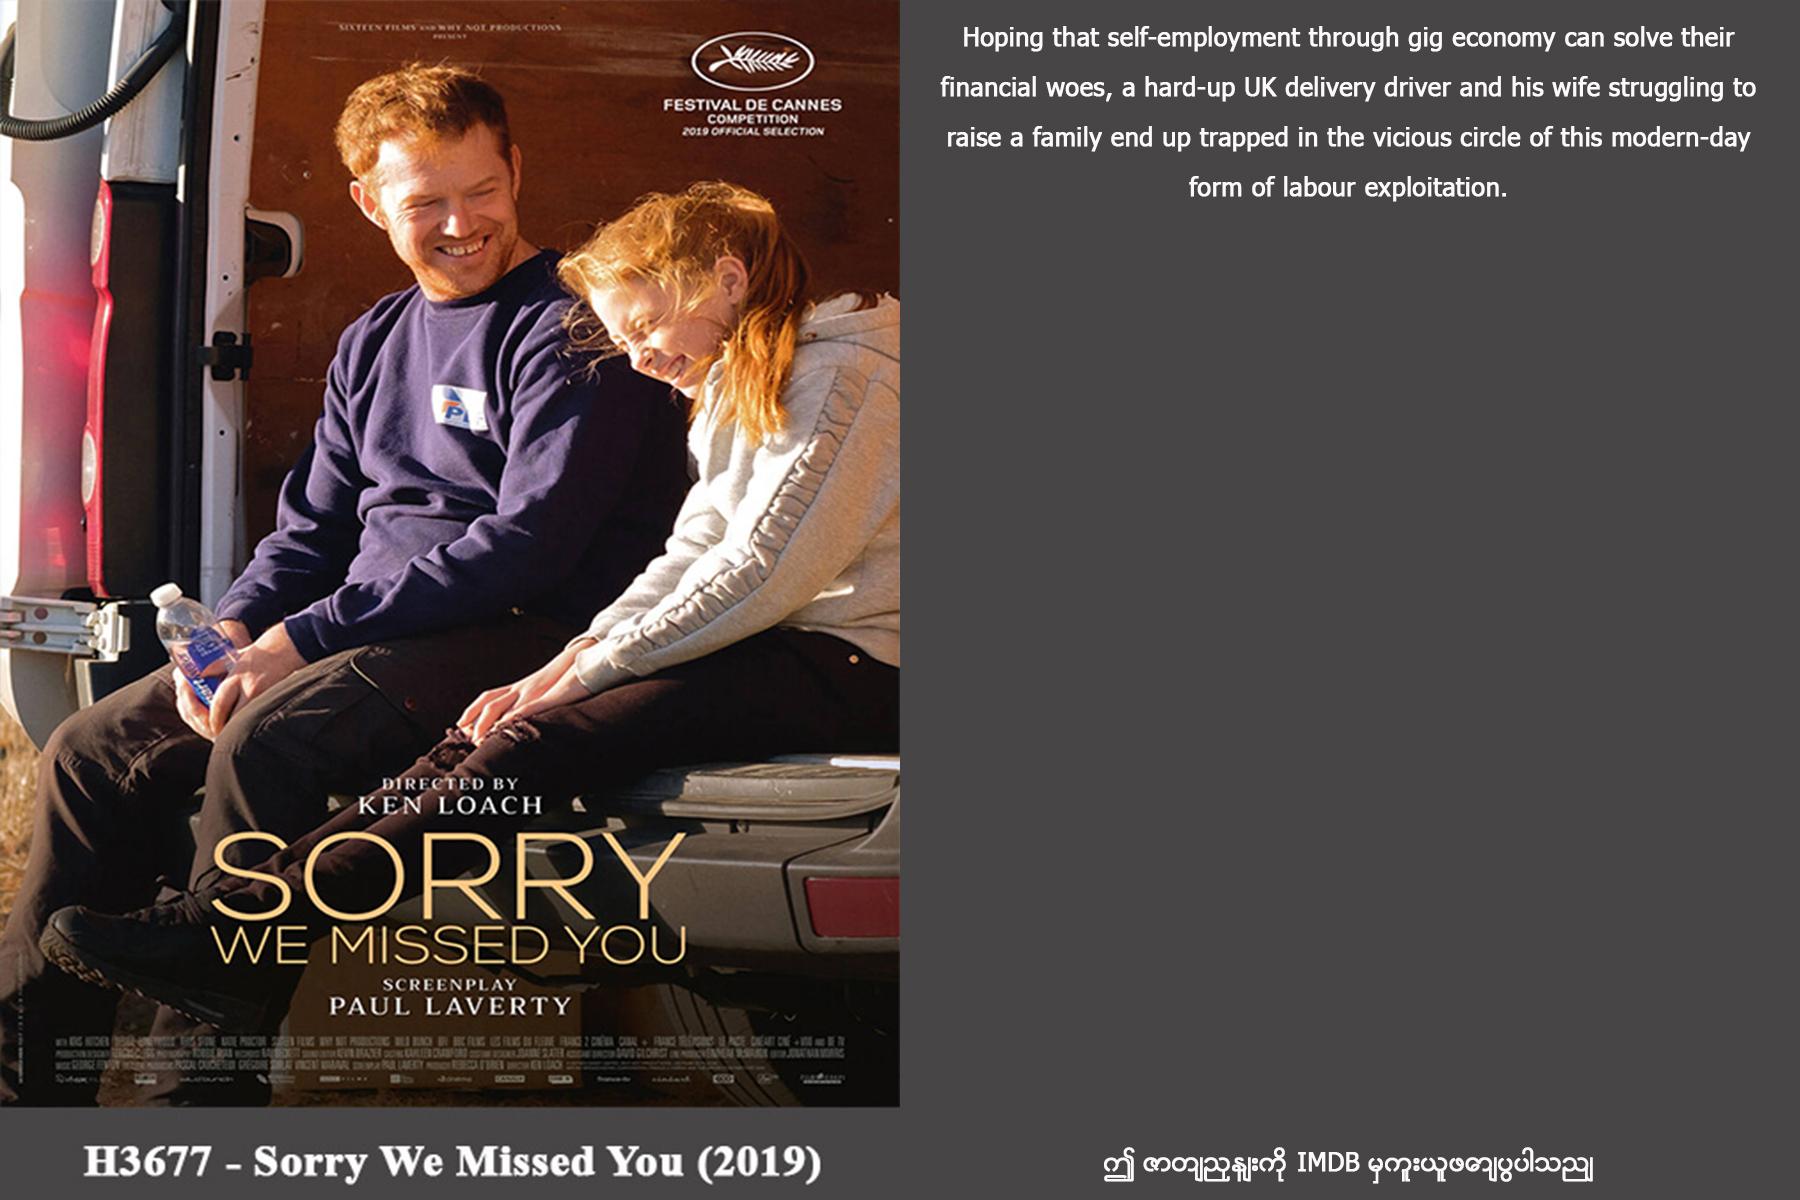 SIXTEEN FILMS AND WHY NOT PRODUCTIONS
PRESENT
FESTIVAL DE CANNES
COMPETITION
2019 OFFICIAL SELECTION
DIRECTED BY
KEN LOACH
SORRY
WE MISSED YOU
SCREENPLAY
PAUL LAVERTY
H3677 - Sorry We Missed You (2019)
Hoping that self-employment through gig economy can solve their
financial woes, a hard-up UK delivery driver and his wife struggling to
raise a family end up trapped in the vicious circle of this modern-day
form of labour exploitation.
ဤ ဇာတျညှနျးကို IMDB မှကူးယူဖျောပွပါသညျ